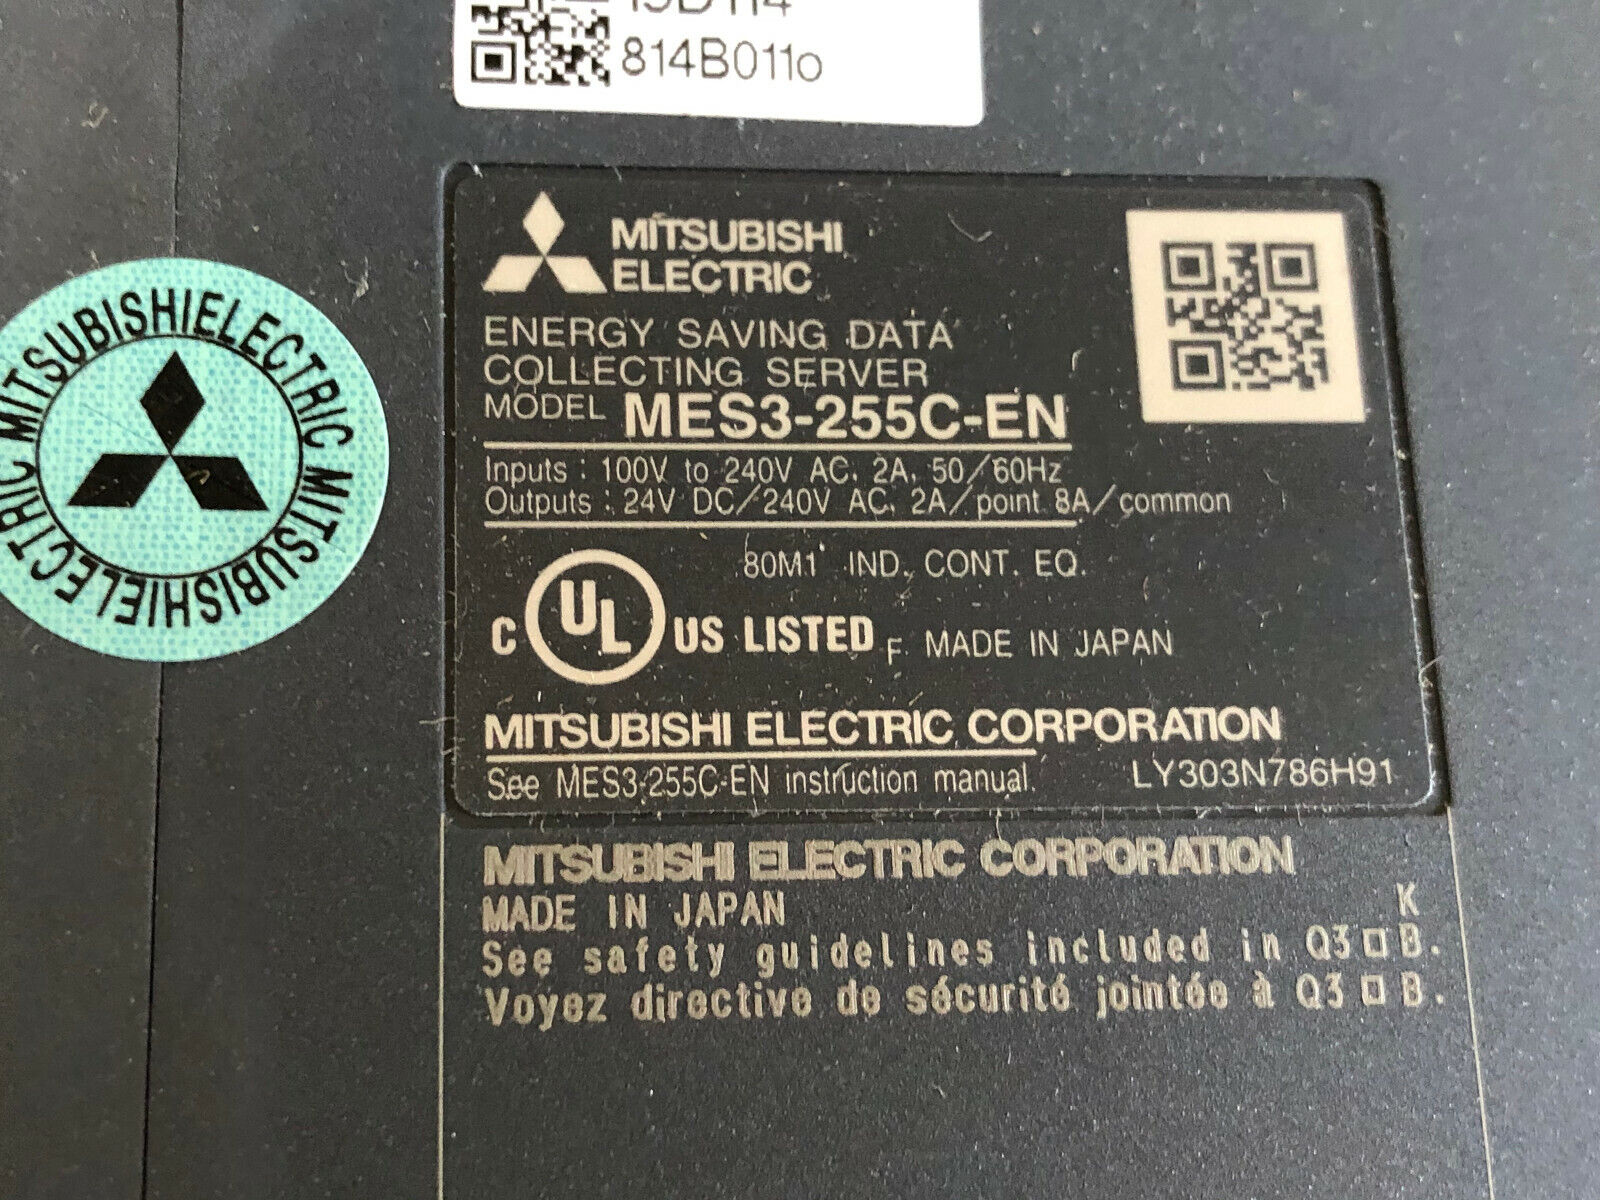 814B011o
MITSUBISHI
ELECTRIC
ENERGY SAVING DATA
COLLECTING SERVER
MODEL MES3-255C-EN
Inputs : 100V to 240V AC, 2A, 50/60Hz
Outputs : 24V DC/240V AC, 2A/point 8A/common
80M1 IND. CONT. EQ.
C UL US LISTED F MADE IN JAPAN
MITSUBISHI ELECTRIC CORPORATION
See MES3-255C-EN instruction manual. LY303N786H91
MITSUBISHI ELECTRIC CORPORATION
MADE IN JAPAN K
See safety guidelines included in Q3□B.
Voyez directive de sécurité jointée à Q3□B.
MITSUBISHIELECTRIC MITSUBISHIELECTRIC